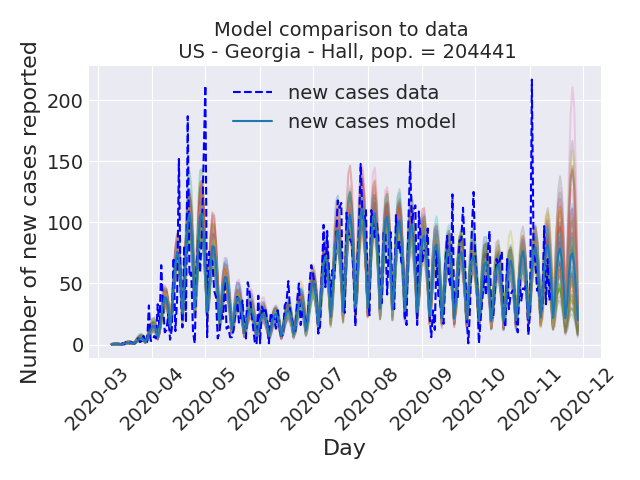 Model comparison to data
US - Georgia - Hall, pop. = 204441
new cases data
new cases model
Number of new cases reported
200
150
100
50
0
2020-03
2020-04
2020-05
2020-06
2020-07
2020-08
2020-09
2020-10
2020-11
2020-12
Day